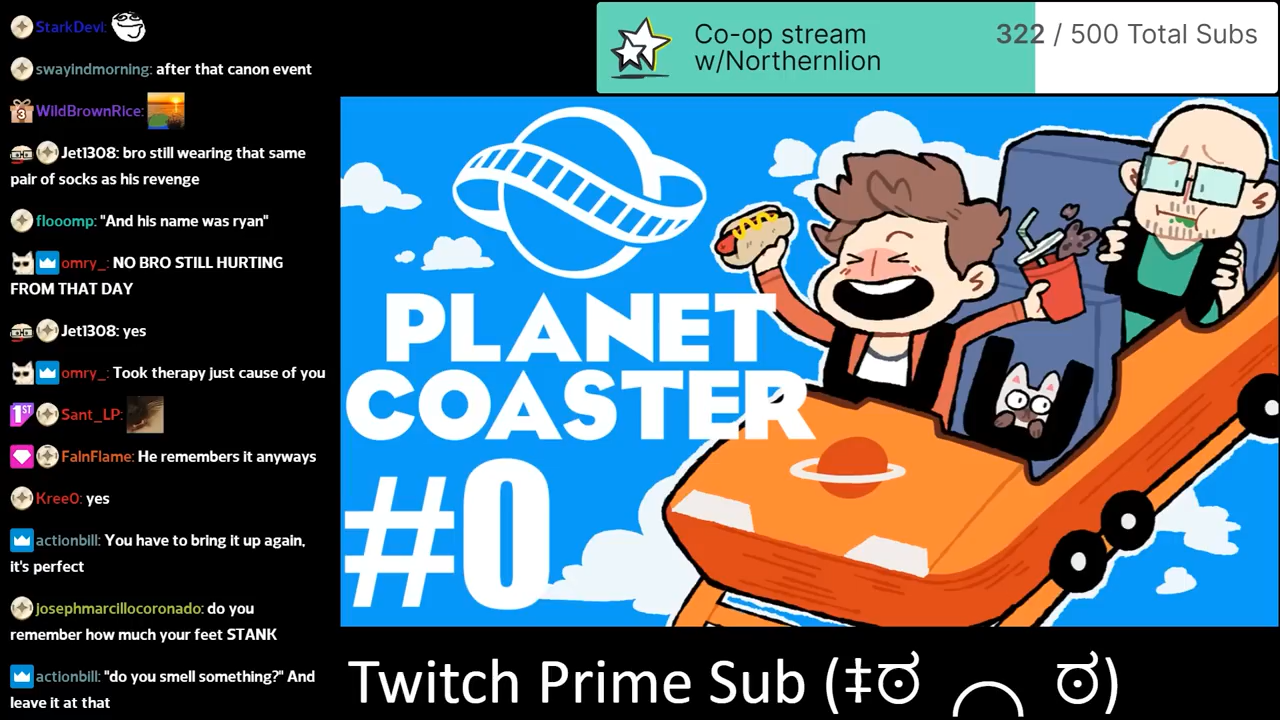 StarkDevl:
swayindmorning: after that canon event
WildBrownRice:
Jet1308: bro still wearing that same
pair of socks as his revenge
flooomp: "And his name was ryan"
omry_: NO BRO STILL HURTING
FROM THAT DAY
Jet1308: yes
omry_: Took therapy just cause of you
1ST Sant_LP:
FalnFlame: He remembers it anyways
KreeO: yes
actionbill: You have to bring it up again,
it's perfect
josephmarcillocoronado: do you
remember how much your feet STANK
actionbill: "do you smell something?" And
leave it at that
Co-op stream
w/Northernlion
322 / 500 Total Subs
PLANET
COASTER
#0
Twitch Prime Sub (‡ಠ ╭╮ ಠ)